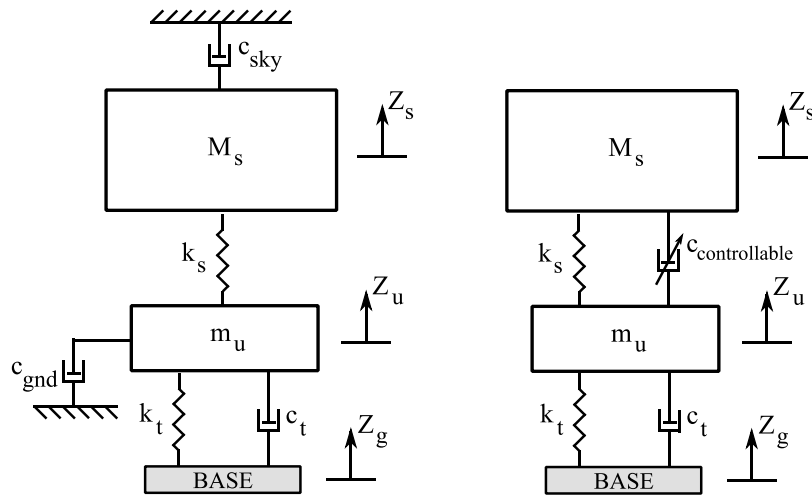 c_sky
M_s
Z_s
k_s
Z_u
m_u
c_gnd
k_t
c_t
Z_g
BASE
M_s
Z_s
k_s
c_controllable
Z_u
m_u
k_t
c_t
Z_g
BASE